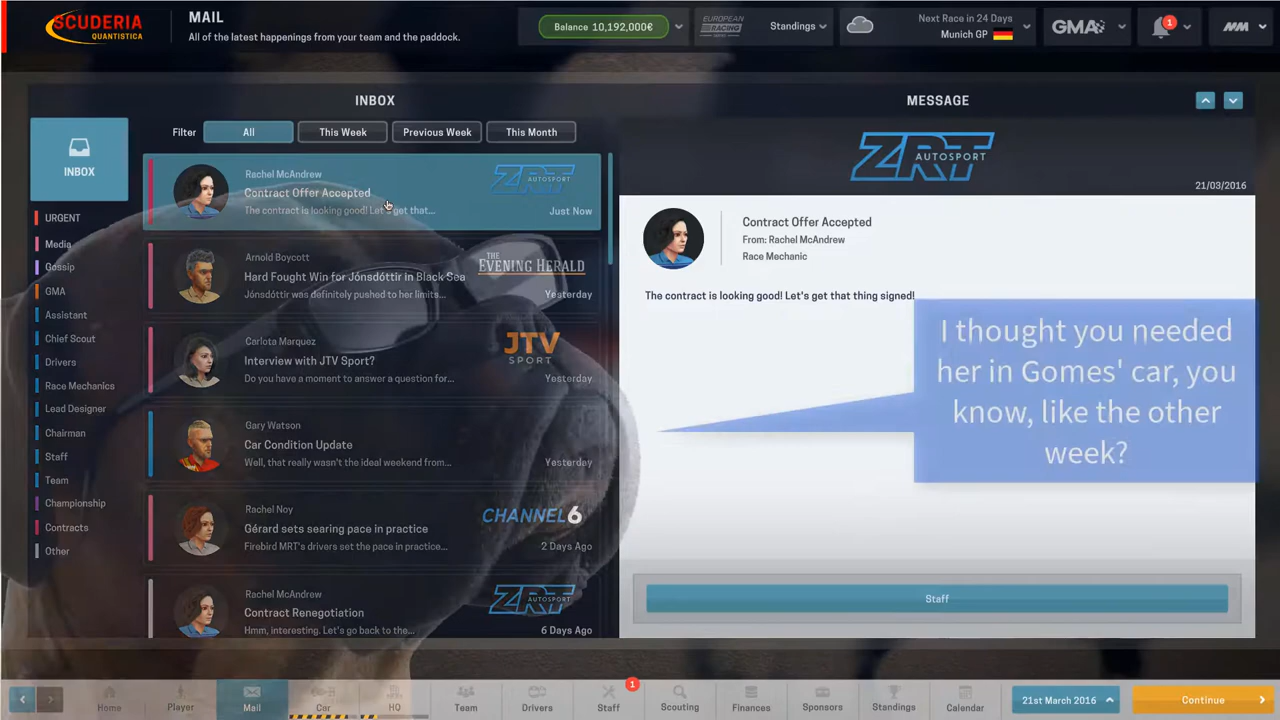 SCUDERIA
QUANTISTICA
MAIL
All of the latest happenings from your team and the paddock.
Balance 10,192,000€
EUROPEAN
RACING
Standings
Next Race in 24 Days
Munich GP
GMA
1
INBOX
Filter
All
This Week
Previous Week
This Month
INBOX
URGENT
Media
Gossip
GMA
Assistant
Chief Scout
Drivers
Race Mechanics
Lead Designer
Chairman
Staff
Team
Championship
Contracts
Other
Rachel McAndrew
Contract Offer Accepted
The contract is looking good! Let's get that...
ZRT AUTOSPORT
Just Now
Arnold Boycott
Hard Fought Win for Jónsdóttir in Black Sea
Jónsdóttir was definitely pushed to her limits...
THE
EVENING HERALD
Yesterday
Carlota Marquez
Interview with JTV Sport?
Do you have a moment to answer a question for...
JTV
SPORT
Yesterday
Gary Watson
Car Condition Update
Well, that really wasn't the ideal weekend from...
Yesterday
Rachel Noy
Gérard sets searing pace in practice
Firebird MRT's drivers set the pace in practice...
CHANNEL6
2 Days Ago
Rachel McAndrew
Contract Renegotiation
Hmm, interesting. Let's go back to the...
ZRT AUTOSPORT
6 Days Ago
MESSAGE
ZRT AUTOSPORT
21/03/2016
Contract Offer Accepted
From: Rachel McAndrew
Race Mechanic
The contract is looking good! Let's get that thing signed!
I thought you needed
her in Gomes' car, you
know, like the other
week?
Staff
Home
Player
Mail
Car
HQ
Team
Drivers
Staff
1
Scouting
Finances
Sponsors
Standings
Calendar
21st March 2016
Continue